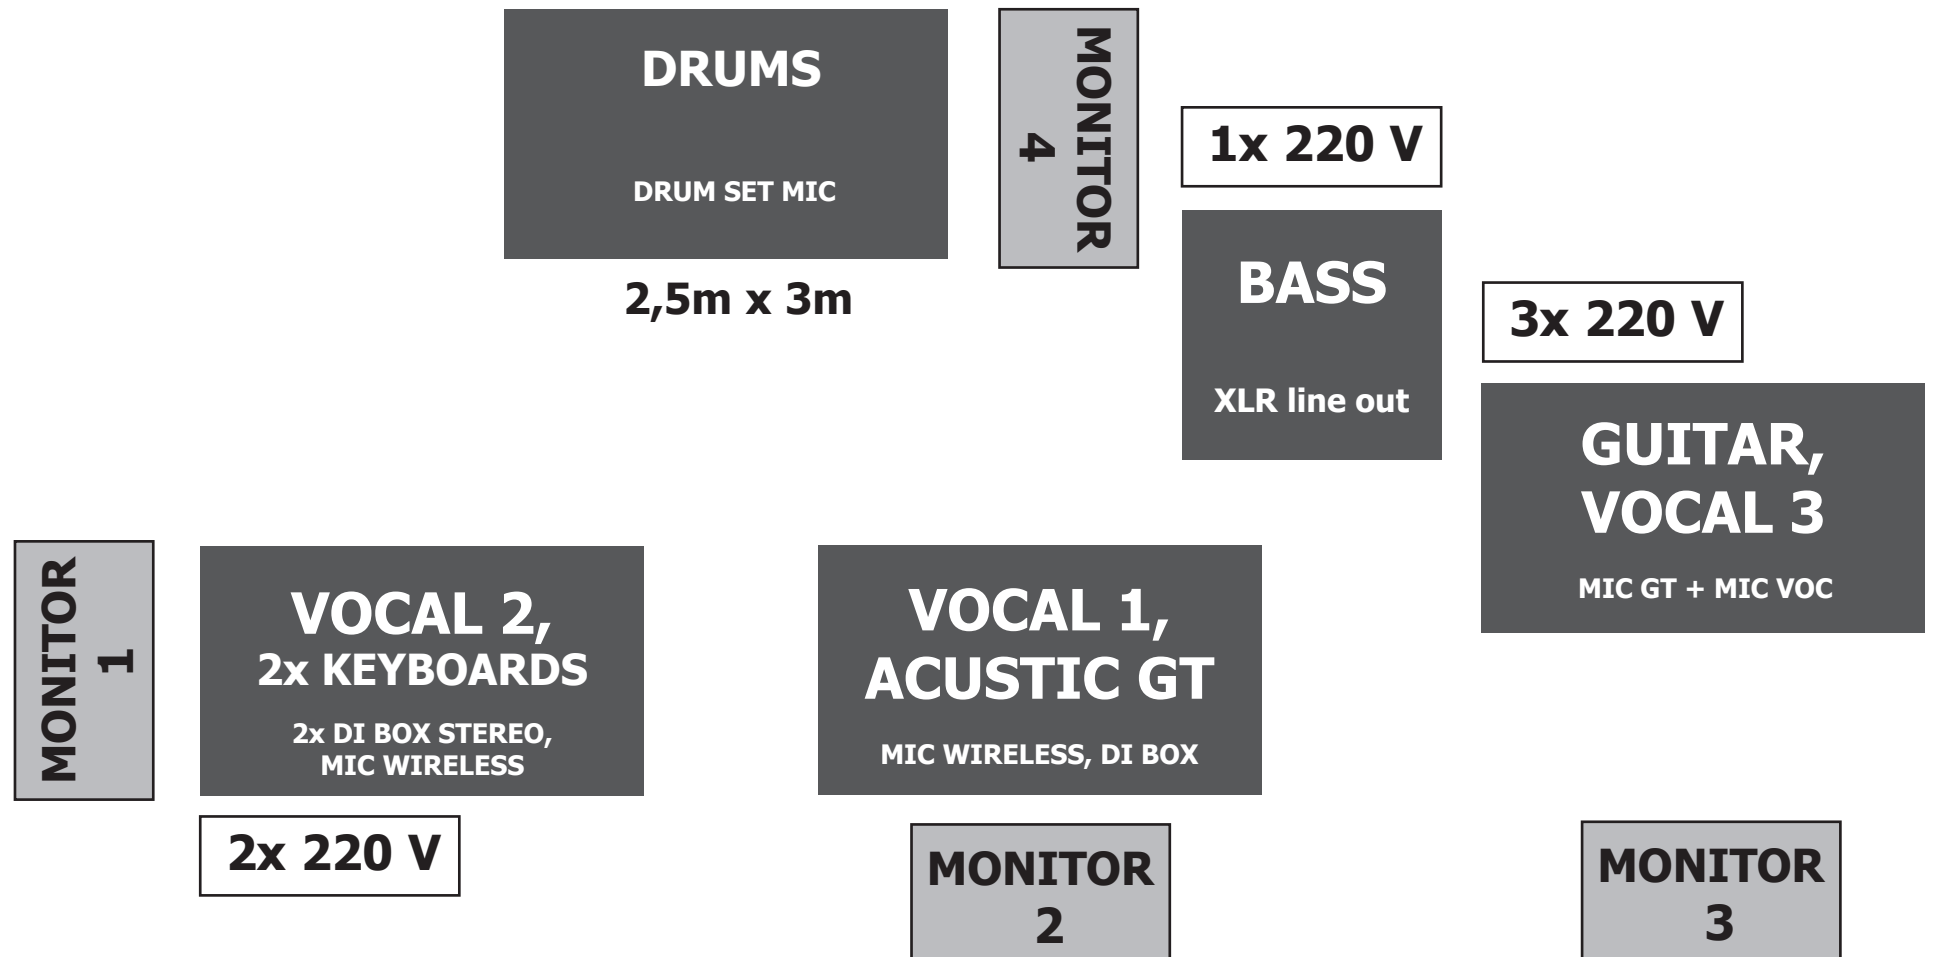 DRUMS
DRUM SET MIC
2,5m x 3m
MONITOR
4
1x 220 V
BASS
XLR line out
3x 220 V
GUITAR,
VOCAL 3
MIC GT + MIC VOC
MONITOR
1
VOCAL 2,
2x KEYBOARDS
2x DI BOX STEREO,
MIC WIRELESS
2x 220 V
VOCAL 1,
ACUSTIC GT
MIC WIRELESS, DI BOX
MONITOR
2
MONITOR
3